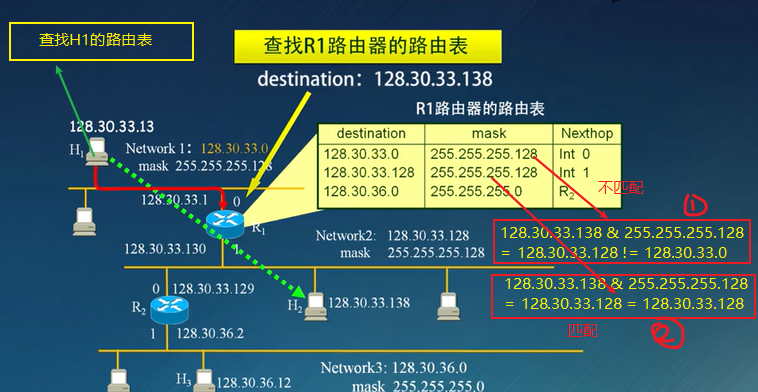 查找H1的路由表
查找R1路由器的路由表
destination: 128.30.33.138
R1路由器的路由表
destination mask Nexthop
128.30.33.0 255.255.255.128 Int 0
128.30.33.128 255.255.255.128 Int 1
128.30.36.0 255.255.255.0 R2
128.30.33.13
H1
Network 1: 128.30.33.0
mask 255.255.255.128
128.30.33.1 0
R1
不匹配
①
128.30.33.138 & 255.255.255.128
= 128.30.33.128 != 128.30.33.0
128.30.33.130 1
Network2: 128.30.33.128
mask 255.255.255.128
128.30.33.138 & 255.255.255.128
= 128.30.33.128 = 128.30.33.128
匹配
②
0 128.30.33.129
R2
H2 128.30.33.138
1 128.30.36.2
Network3: 128.30.36.0
mask 255.255.255.0
H3 128.30.36.12